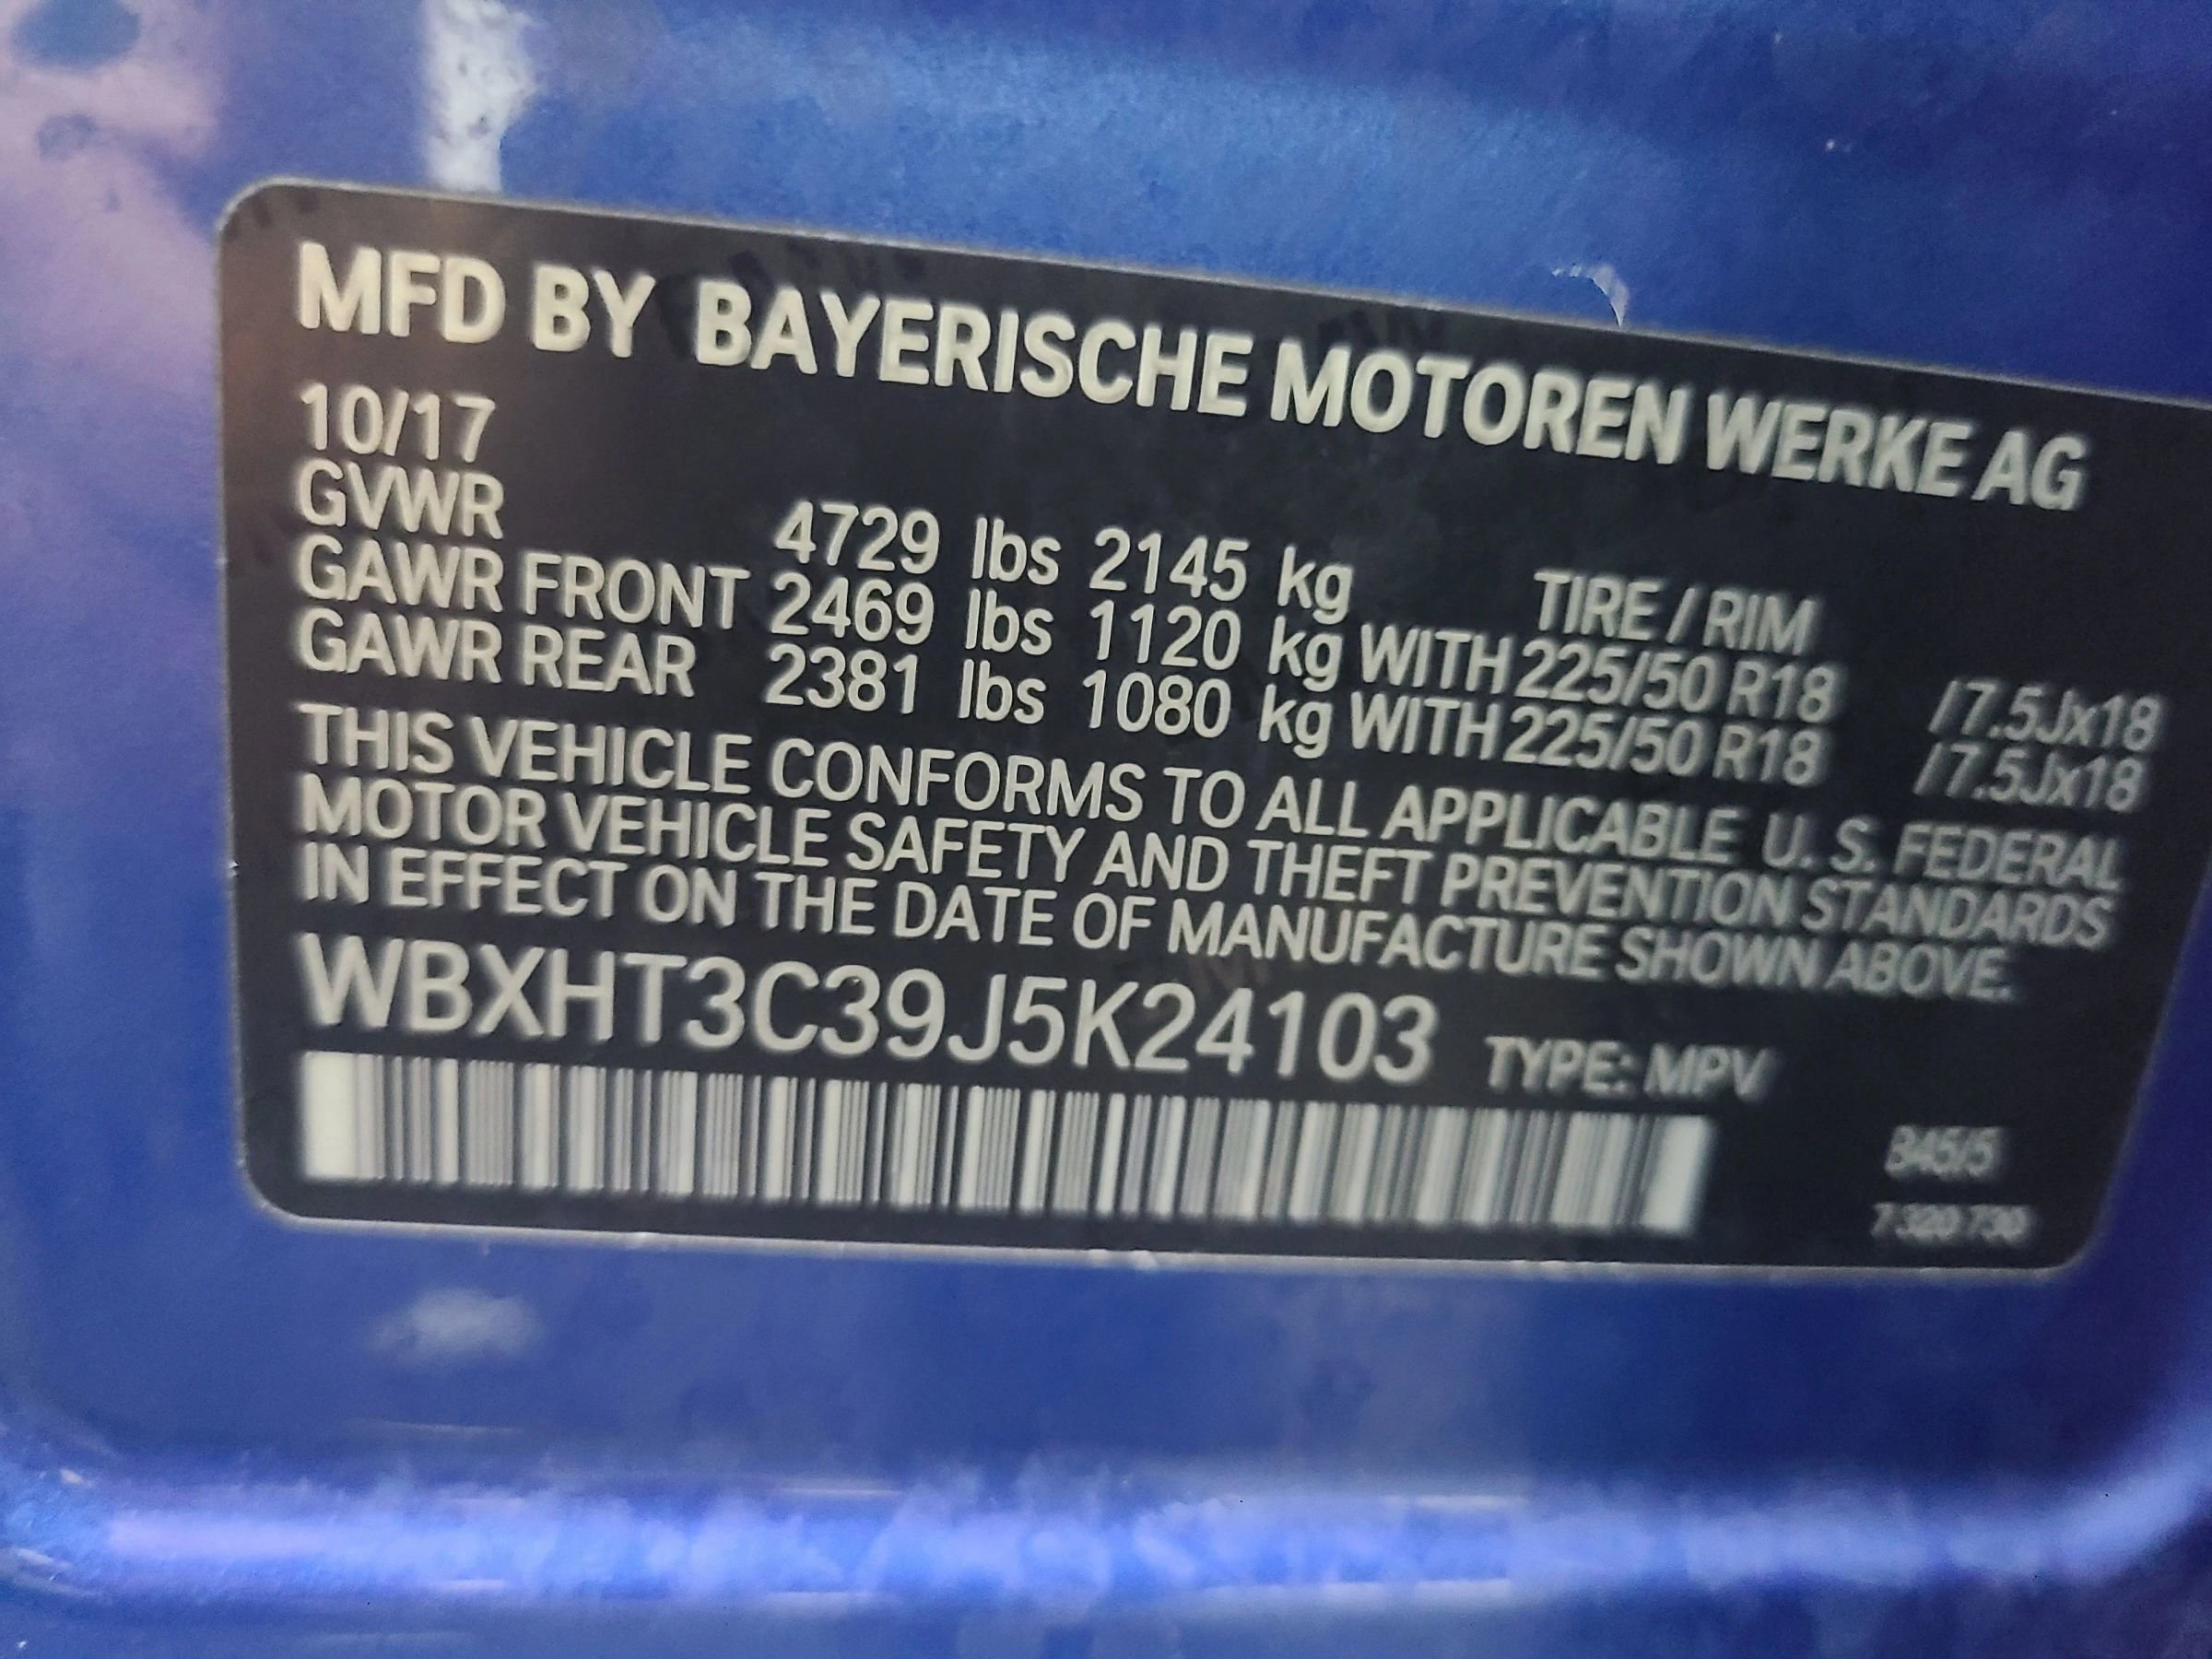 MFD BY BAYERISCHE MOTOREN WERKE AG
10/17
GVWR 4729 lbs 2145 kg TIRE / RIM
GAWR FRONT 2469 lbs 1120 kg WITH 225/50 R18 / 7.5Jx18
GAWR REAR 2381 lbs 1080 kg WITH 225/50 R18 / 7.5Jx18
THIS VEHICLE CONFORMS TO ALL APPLICABLE U. S. FEDERAL
MOTOR VEHICLE SAFETY AND THEFT PREVENTION STANDARDS
IN EFFECT ON THE DATE OF MANUFACTURE SHOWN ABOVE.
WBXHT3C39J5K24103 TYPE: MPV
7 320 730